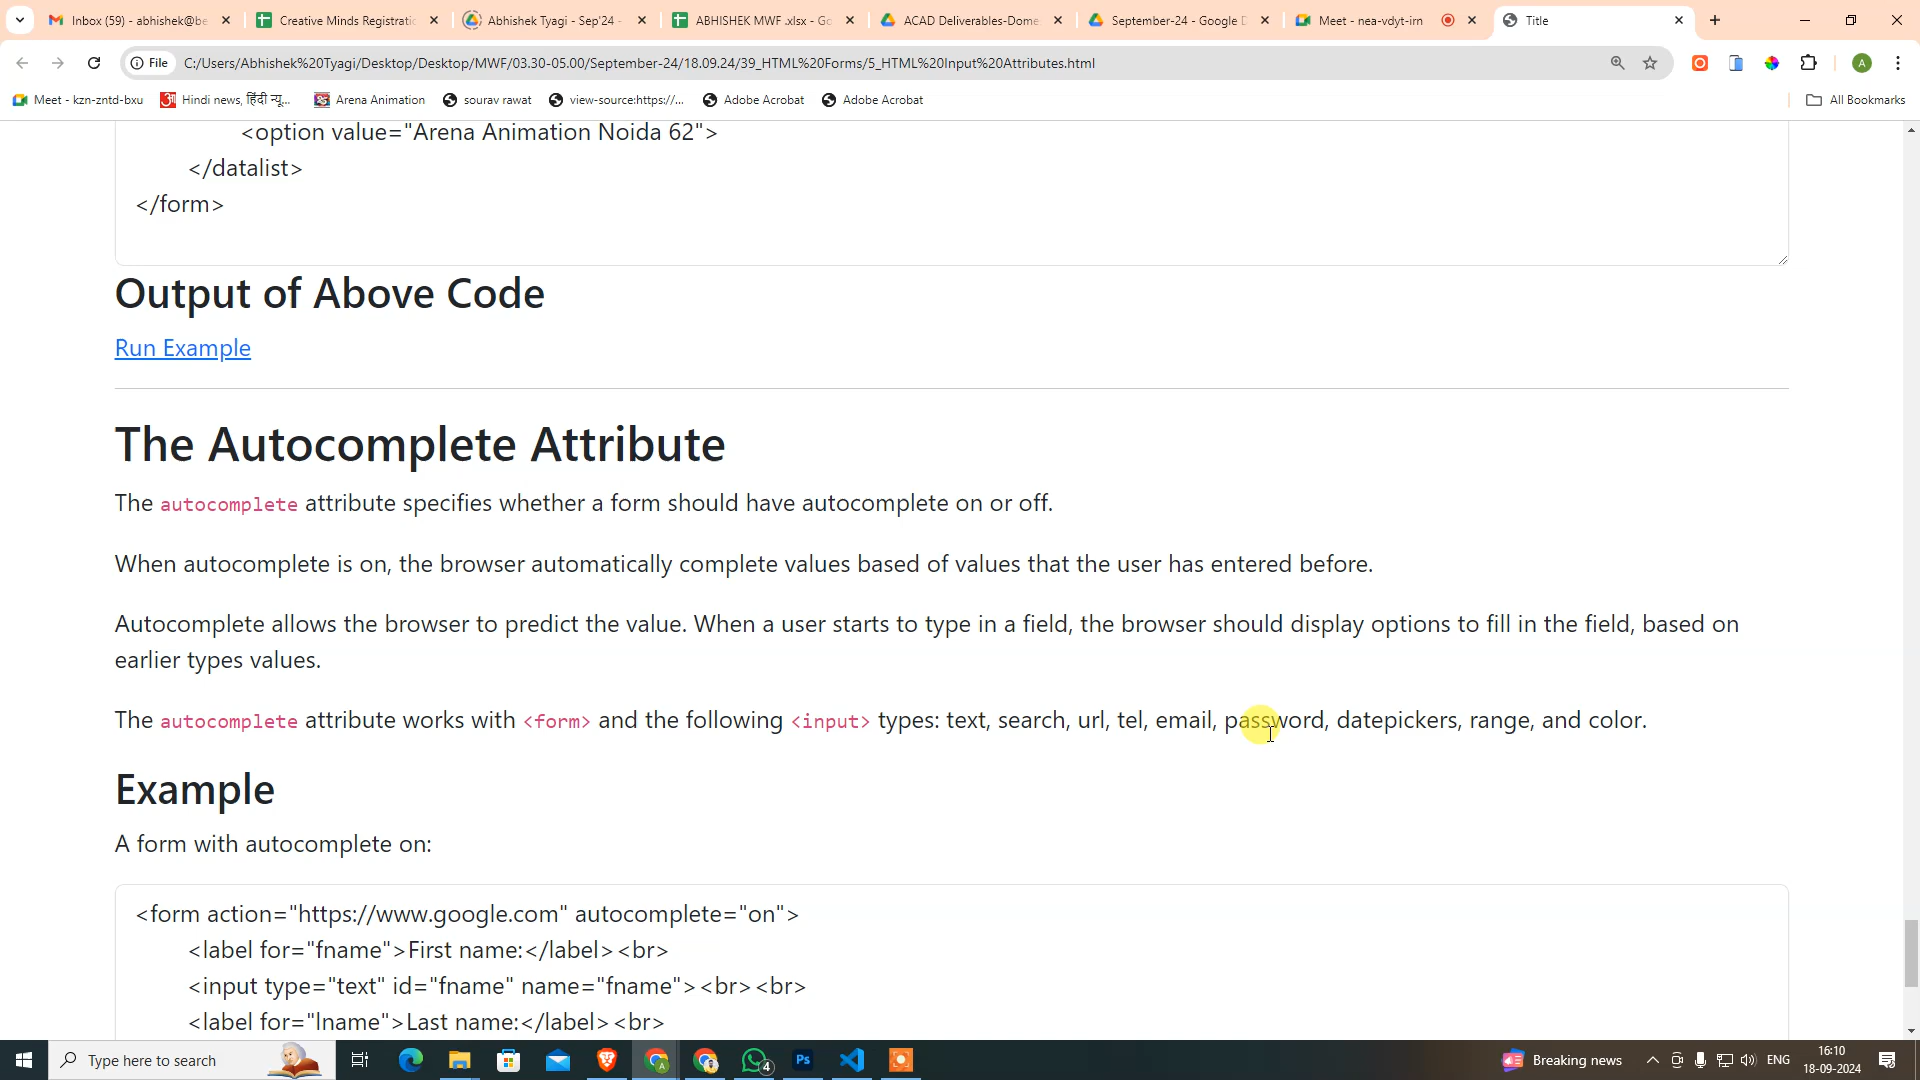 Inbox (59) - abhishek@be
Creative Minds Registratic
Abhishek Tyagi - Sep'24 -
ABHISHEK MWF .xlsx - Go
ACAD Deliverables-Dome
September-24 - Google D
Meet - nea-vdyt-irn
Title
File
C:/Users/Abhishek%20Tyagi/Desktop/Desktop/MWF/03.30-05.00/September-24/18.09.24/39_HTML%20Forms/5_HTML%20Input%20Attributes.html
Meet - kzn-zntd-bxu
Hindi news, हिंदी न्यू...
Arena Animation
sourav rawat
view-source:https://...
Adobe Acrobat
Adobe Acrobat
All Bookmarks
<option value="Arena Animation Noida 62">
</datalist>
</form>
Output of Above Code
Run Example
The Autocomplete Attribute
The autocomplete attribute specifies whether a form should have autocomplete on or off.
When autocomplete is on, the browser automatically complete values based of values that the user has entered before.
Autocomplete allows the browser to predict the value. When a user starts to type in a field, the browser should display options to fill in the field, based on
earlier types values.
The autocomplete attribute works with <form> and the following <input> types: text, search, url, tel, email, password, datepickers, range, and color.
Example
A form with autocomplete on:
<form action="https://www.google.com" autocomplete="on">
<label for="fname">First name:</label><br>
<input type="text" id="fname" name="fname"><br><br>
<label for="lname">Last name:</label><br>
Type here to search
4
Ps
Breaking news
ENG
16:10
18-09-2024